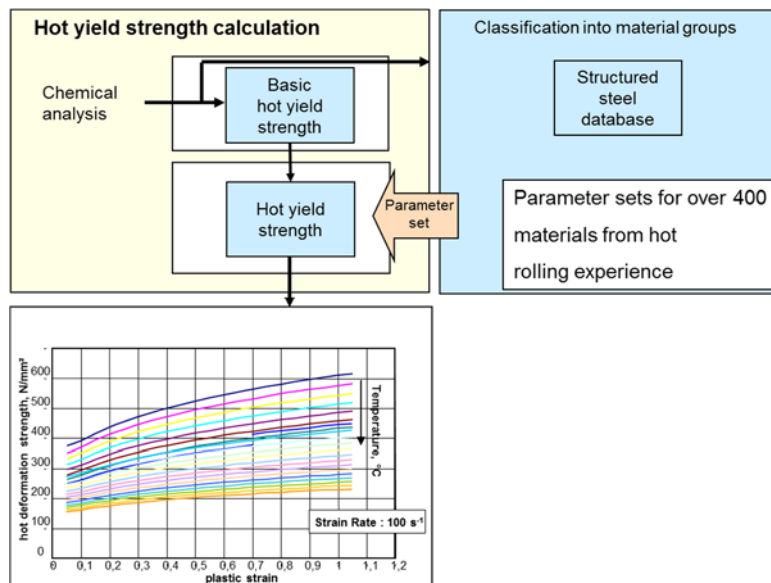 Hot yield strength calculation
Chemical
analysis
Basic
hot yield
strength
Hot yield
strength
Parameter
set
Classification into material groups
Structured
steel
database
Parameter sets for over 400
materials from hot
rolling experience
hot deformation strength, N/mm²
600
500
400
300
200
100
0
Temperature, °C
Strain Rate : 100 s⁻¹
0 0,1 0,2 0,3 0,4 0,5 0,6 0,7 0,8 0,9 1 1,1 1,2
plastic strain